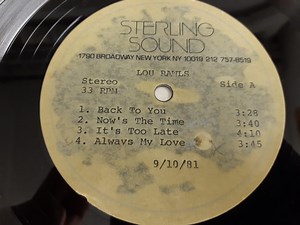 STERLING
SOUND
1790 BROADWAY NEW YORK NY 10019 212 757-8519
LOU RAWLS
Stereo Side A
33 RPM
1. Back To You 3:28
2. Now's The Time 3:40
3. It's Too Late 4:10
4. Always My Love 3:45
9/10/81